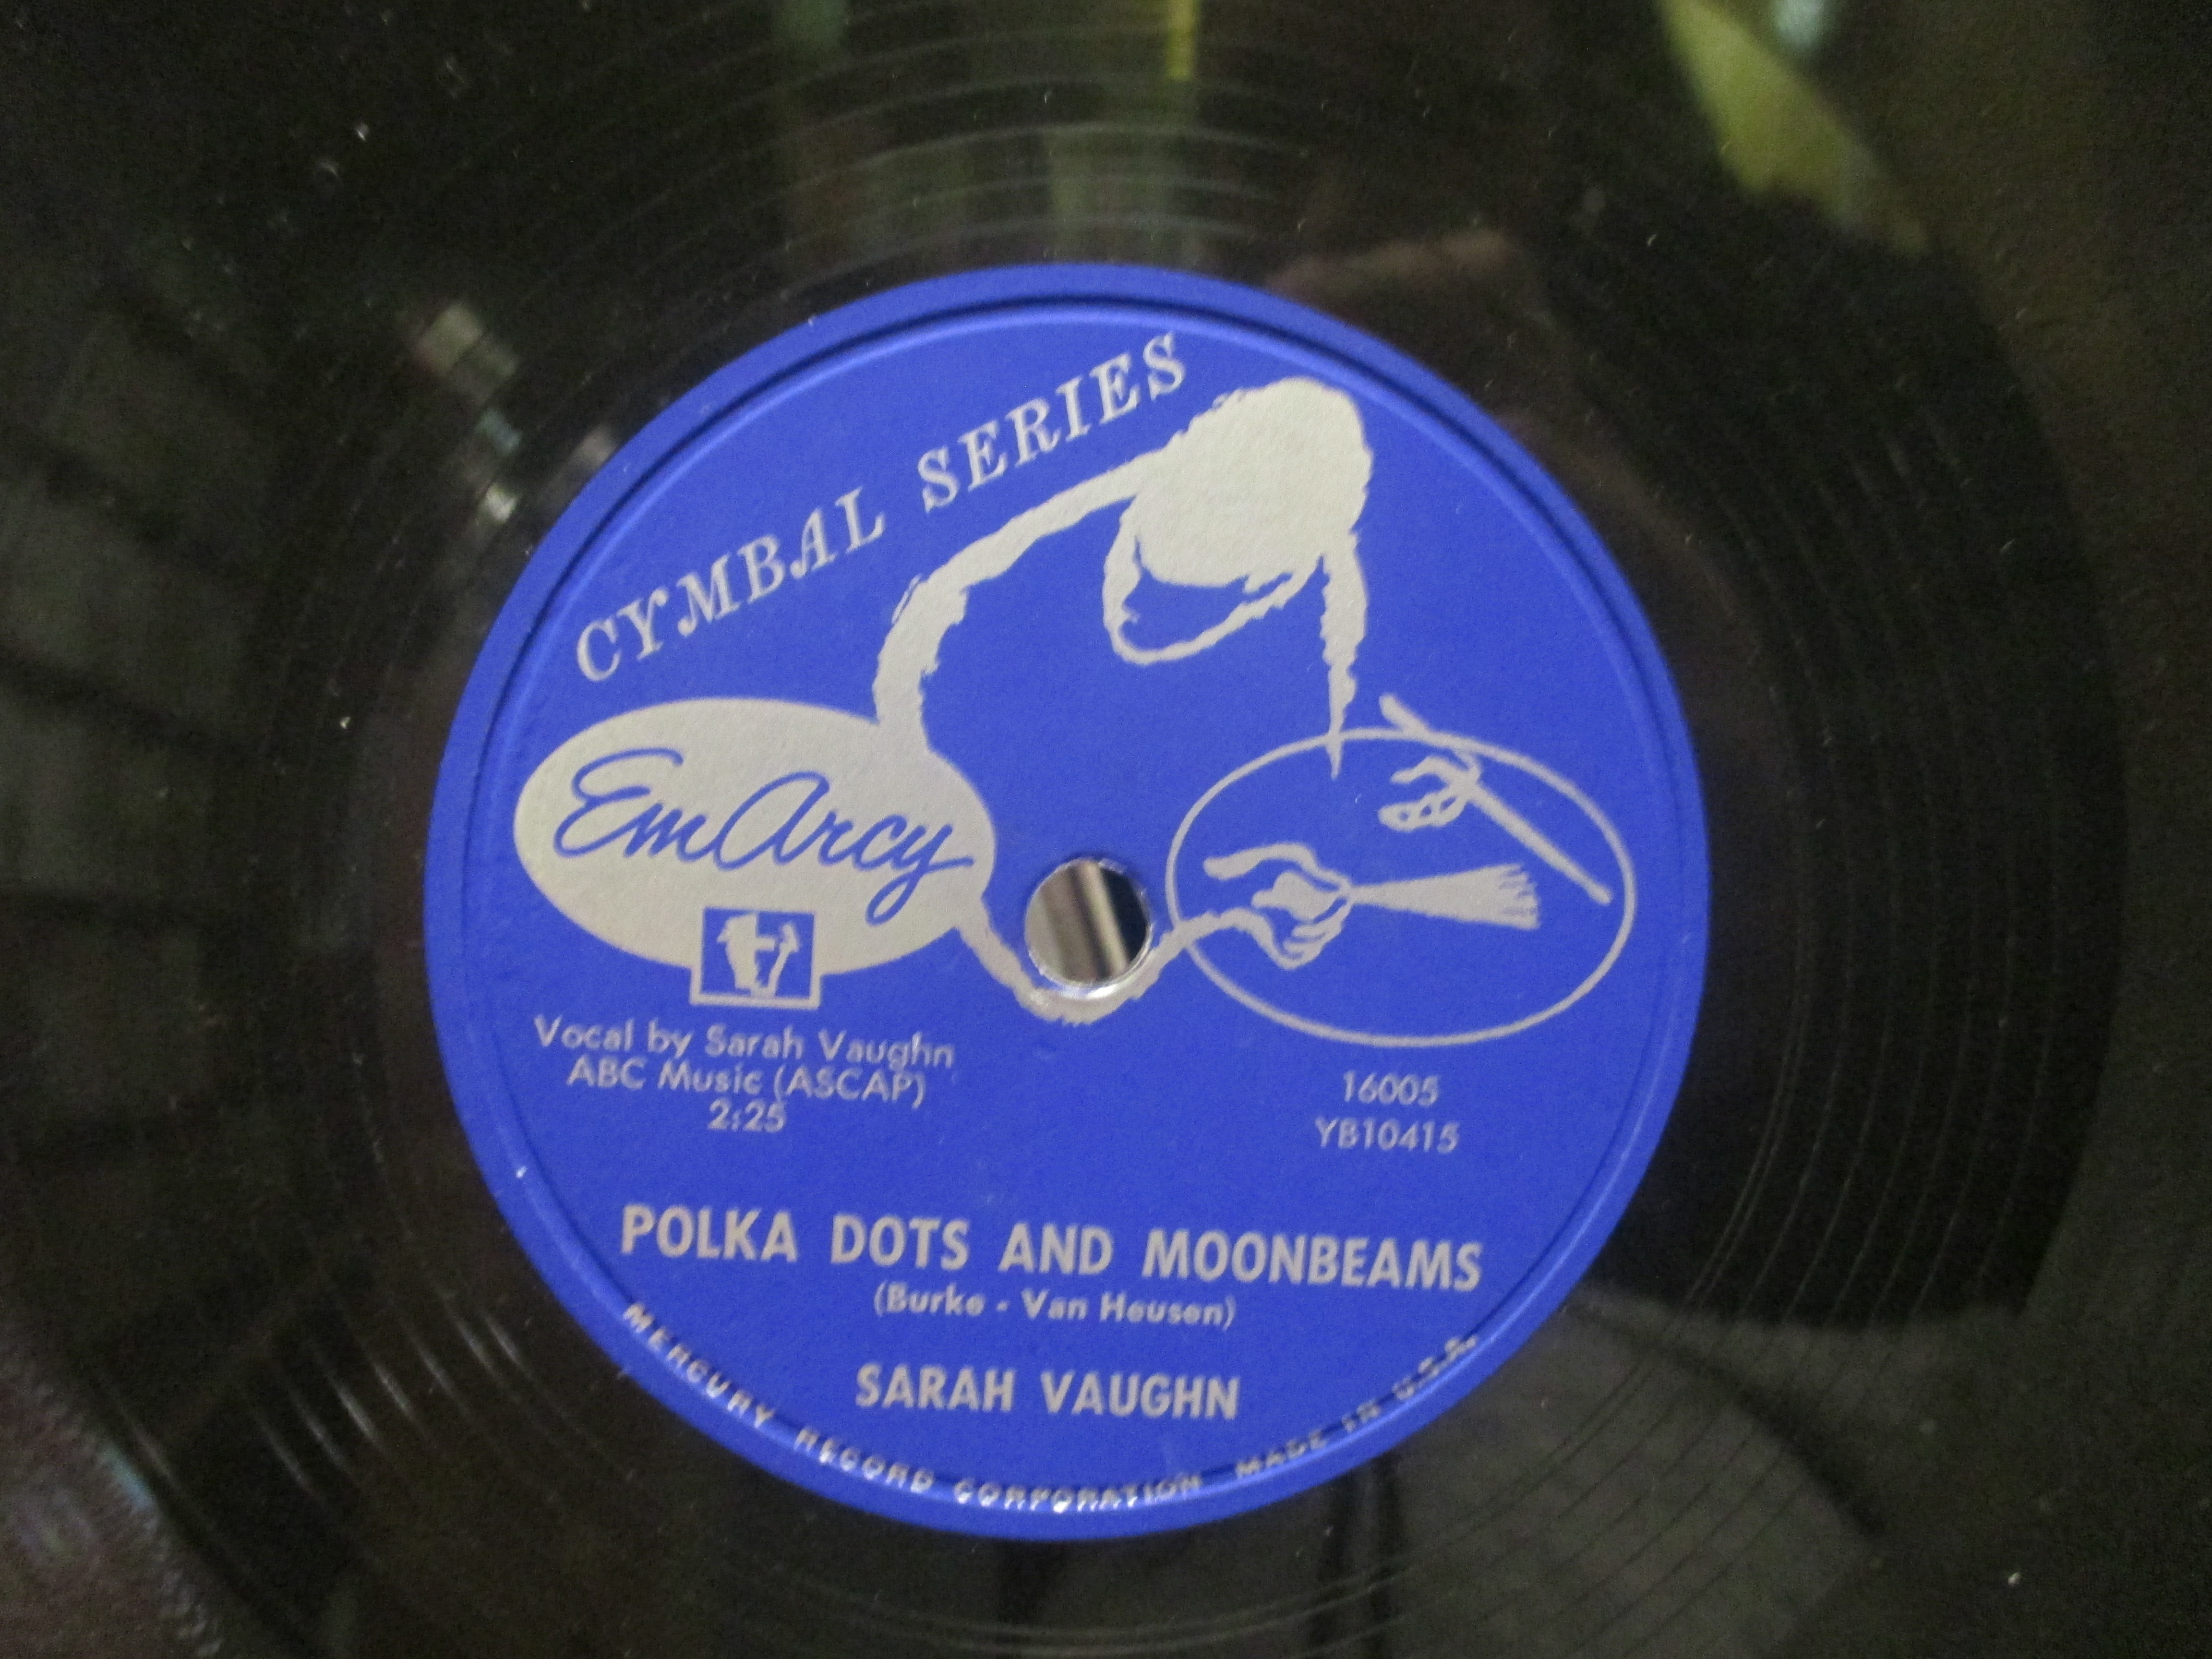 CYMBAL SERIES
EmArcy
Vocal by Sarah Vaughn
ABC Music (ASCAP)
2:25
16005
YB10415
POLKA DOTS AND MOONBEAMS
(Burke - Van Heusen)
SARAH VAUGHN
MERCURY RECORD CORPORATION MADE IN U.S.A.